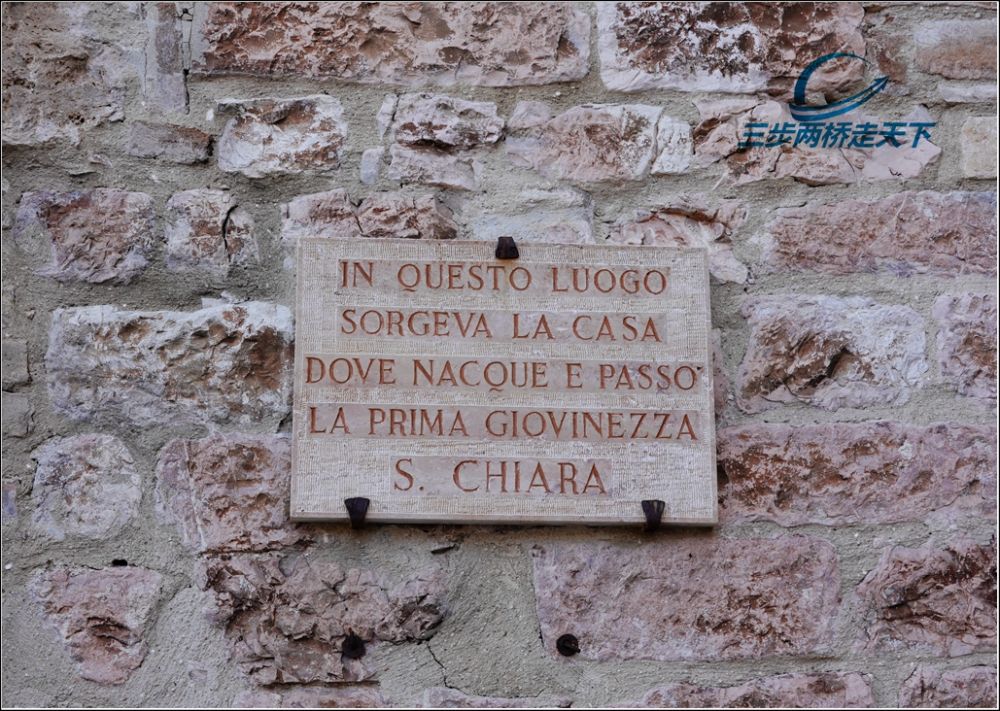 三步两桥走天下
IN QUESTO LUOGO
SORGEVA LA CASA
DOVE NACQUE E PASSO'
LA PRIMA GIOVINEZZA
S. CHIARA